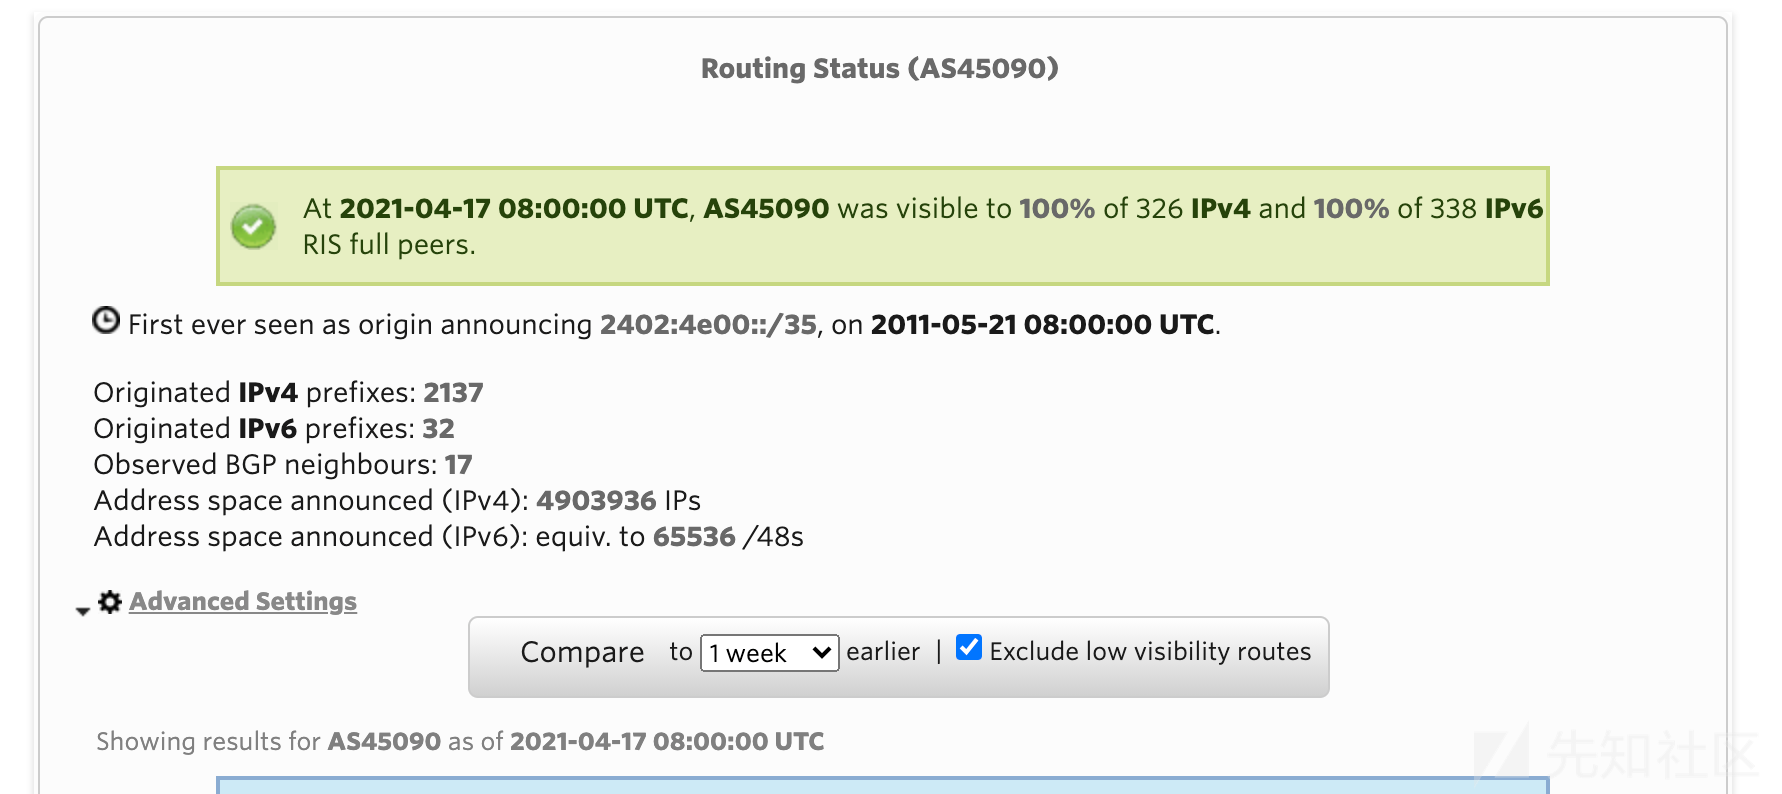 Routing Status (AS45090)
At 2021-04-17 08:00:00 UTC, AS45090 was visible to 100% of 326 IPv4 and 100% of 338 IPv6
RIS full peers.
First ever seen as origin announcing 2402:4e00::/35, on 2011-05-21 08:00:00 UTC.
Originated IPv4 prefixes: 2137
Originated IPv6 prefixes: 32
Observed BGP neighbours: 17
Address space announced (IPv4): 4903936 IPs
Address space announced (IPv6): equiv. to 65536 /48s
Advanced Settings
Compare to 1 week earlier | Exclude low visibility routes
Showing results for AS45090 as of 2021-04-17 08:00:00 UTC
先知社区